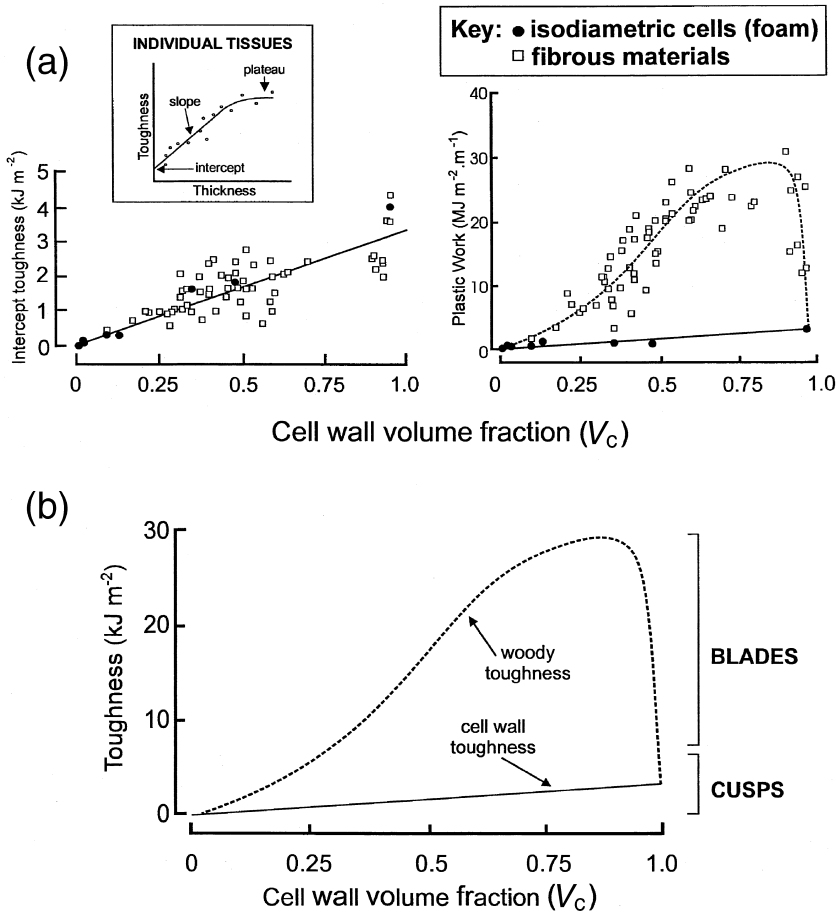 Key: ● isodiametric cells (foam)
□ fibrous materials
(a)
INDIVIDUAL TISSUES
plateau
slope
intercept
Toughness
Thickness
Intercept toughness (kJ m-2)
5
4
3
2
1
0
0 0.25 0.5 0.75 1.0
Plastic Work (MJ m-2.m-1)
40
30
20
10
0
0 0.25 0.5 0.75 1.0
Cell wall volume fraction (Vc)
(b)
Toughness (kJ m-2)
30
20
10
0
woody
toughness
cell wall
toughness
BLADES
CUSPS
0 0.25 0.5 0.75 1.0
Cell wall volume fraction (Vc)